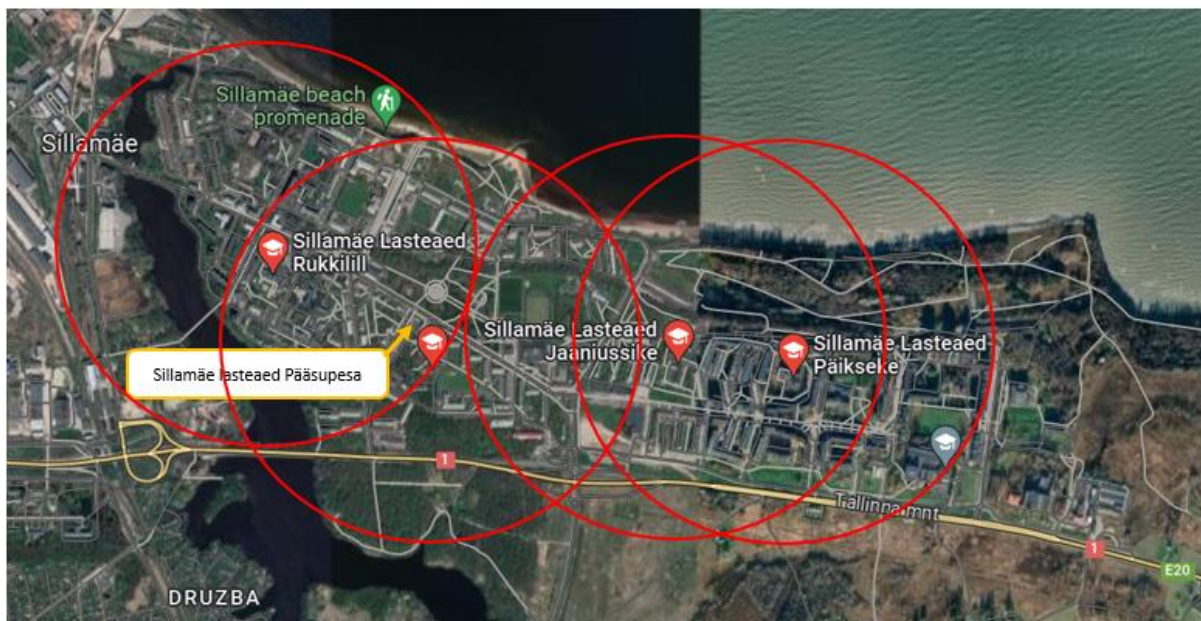 Sillamäe beach
promenade
Sillamäe
Sillamäe Lasteaed
Rukkilill
Sillamäe Lasteaed
Jaaniussike
Sillamäe Lasteaed
Päikseke
Sillamäe lasteaed Pääsupesa
1
Tallinna mnt
1
E20
DRUZBA